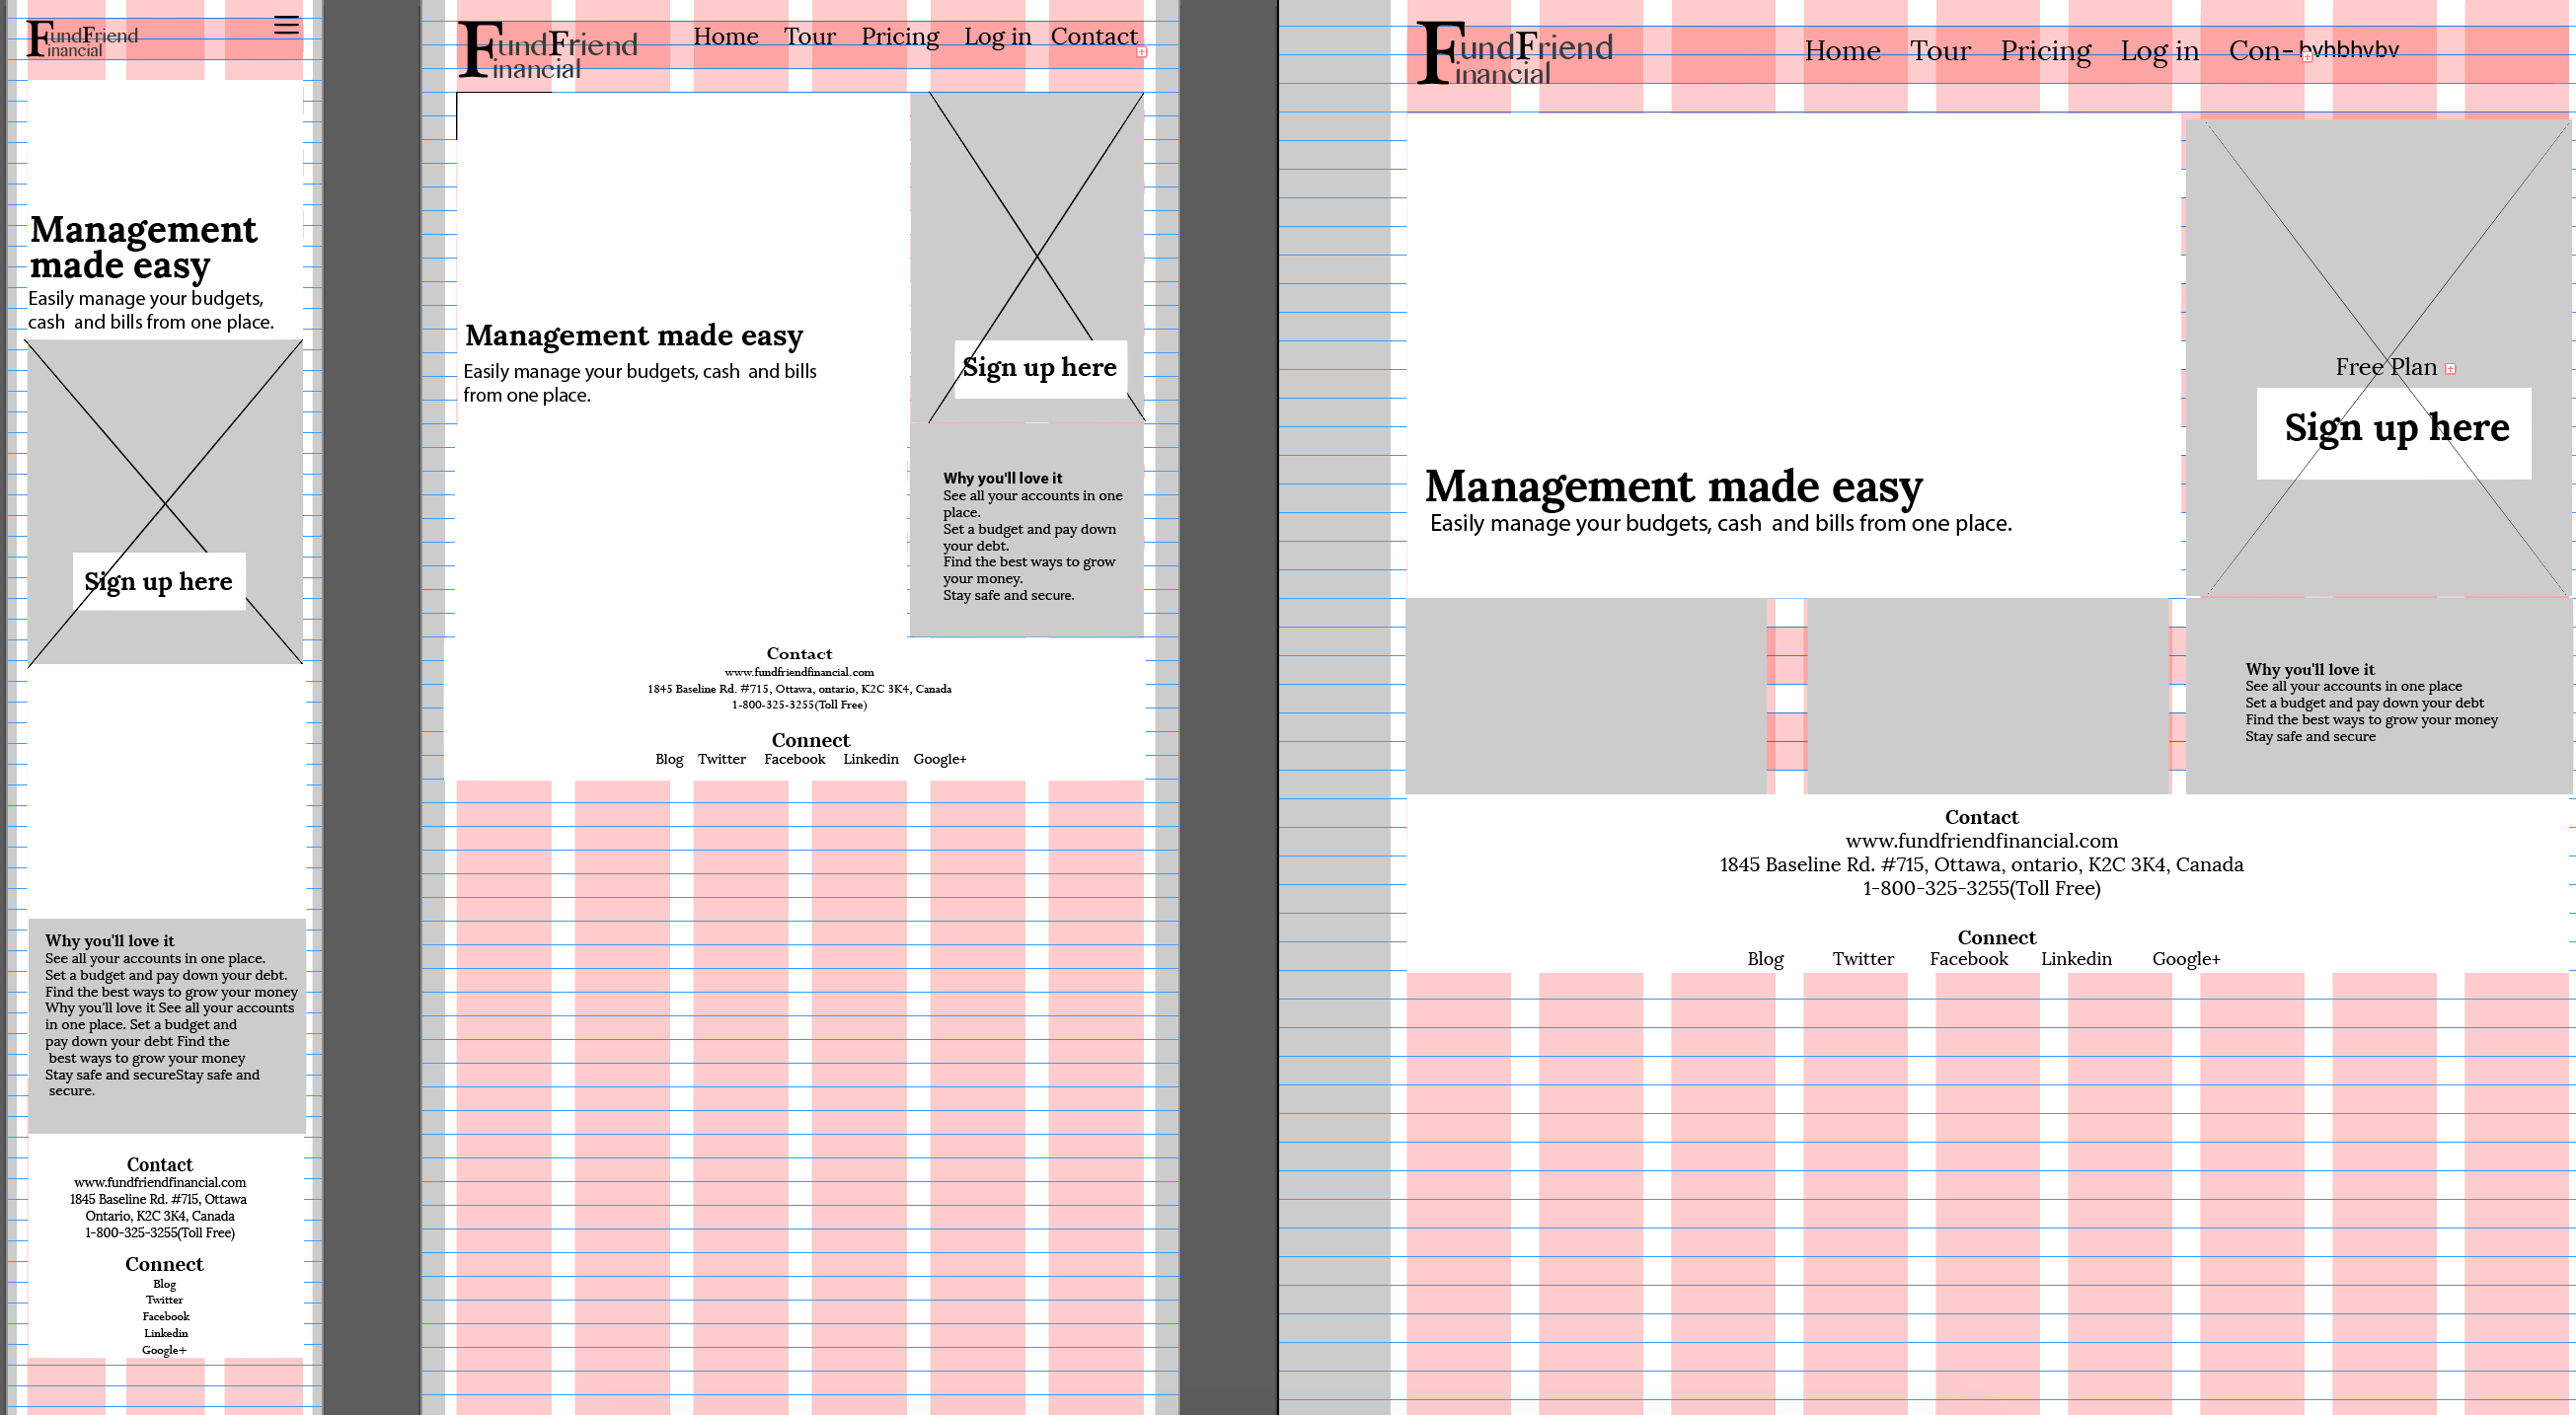 FundFriend
Financial
Management
made easy
Easily manage your budgets,
cash  and bills from one place.
Sign up here
Why you'll love it
See all your accounts in one place.
Set a budget and pay down your debt.
Find the best ways to grow your money
Why you'll love it See all your accounts
in one place. Set a budget and
pay down your debt Find the
best ways to grow your money
Stay safe and secureStay safe and
secure.
Contact
www.fundfriendfinancial.com
1845 Baseline Rd. #715, Ottawa
Ontario, K2C 3K4, Canada
1-800-325-3255(Toll Free)
Connect
Blog
Twitter
Facebook
Linkedin
Google+
FundFriend
Financial
Home Tour Pricing Log in Contact
Management made easy
Easily manage your budgets, cash  and bills
from one place.
Sign up here
Why you'll love it
See all your accounts in one
place.
Set a budget and pay down
your debt.
Find the best ways to grow
your money.
Stay safe and secure.
Contact
www.fundfriendfinancial.com
1845 Baseline Rd. #715, Ottawa, ontario, K2C 3K4, Canada
1-800-325-3255(Toll Free)
Connect
Blog Twitter Facebook Linkedin Google+
FundFriend
Financial
Home Tour Pricing Log in Con- bvhbhvbv
Management made easy
Easily manage your budgets, cash  and bills from one place.
Free Plan
Sign up here
Why you'll love it
See all your accounts in one place
Set a budget and pay down your debt
Find the best ways to grow your money
Stay safe and secure
Contact
www.fundfriendfinancial.com
1845 Baseline Rd. #715, Ottawa, ontario, K2C 3K4, Canada
1-800-325-3255(Toll Free)
Connect
Blog Twitter Facebook Linkedin Google+